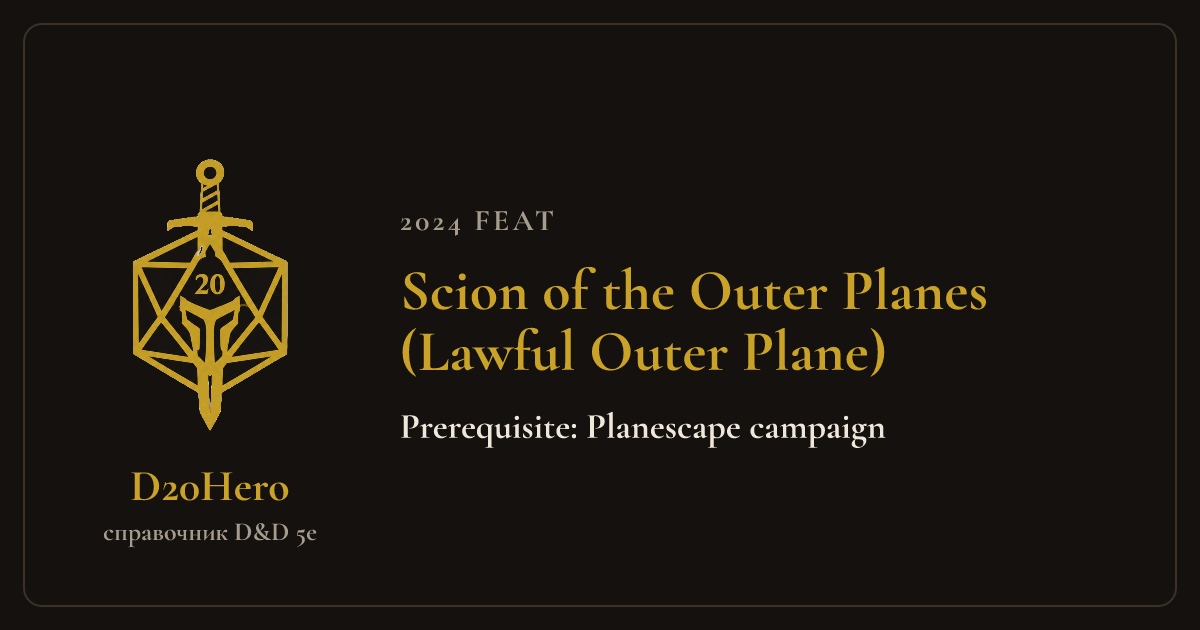 20
D20Hero
справочник D&D 5e
2024 FEAT
Scion of the Outer Planes
(Lawful Outer Plane)
Prerequisite: Planescape campaign